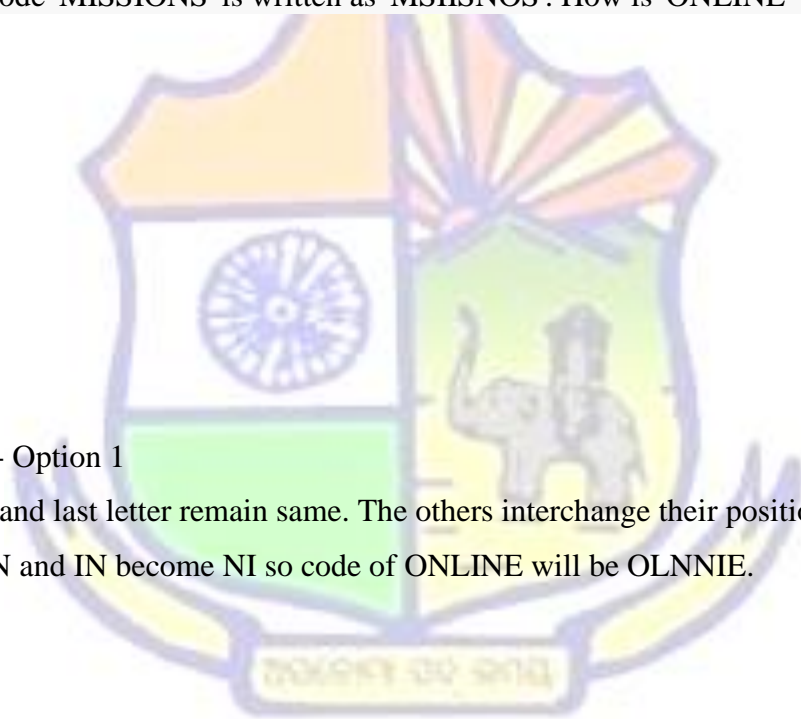 code 'MISSIONS' is written as 'MSIISNOS'. How is 'ONLINE'
- Option 1
and last letter remain same. The others interchange their positio
N and IN become NI so code of ONLINE will be OLNNIE.